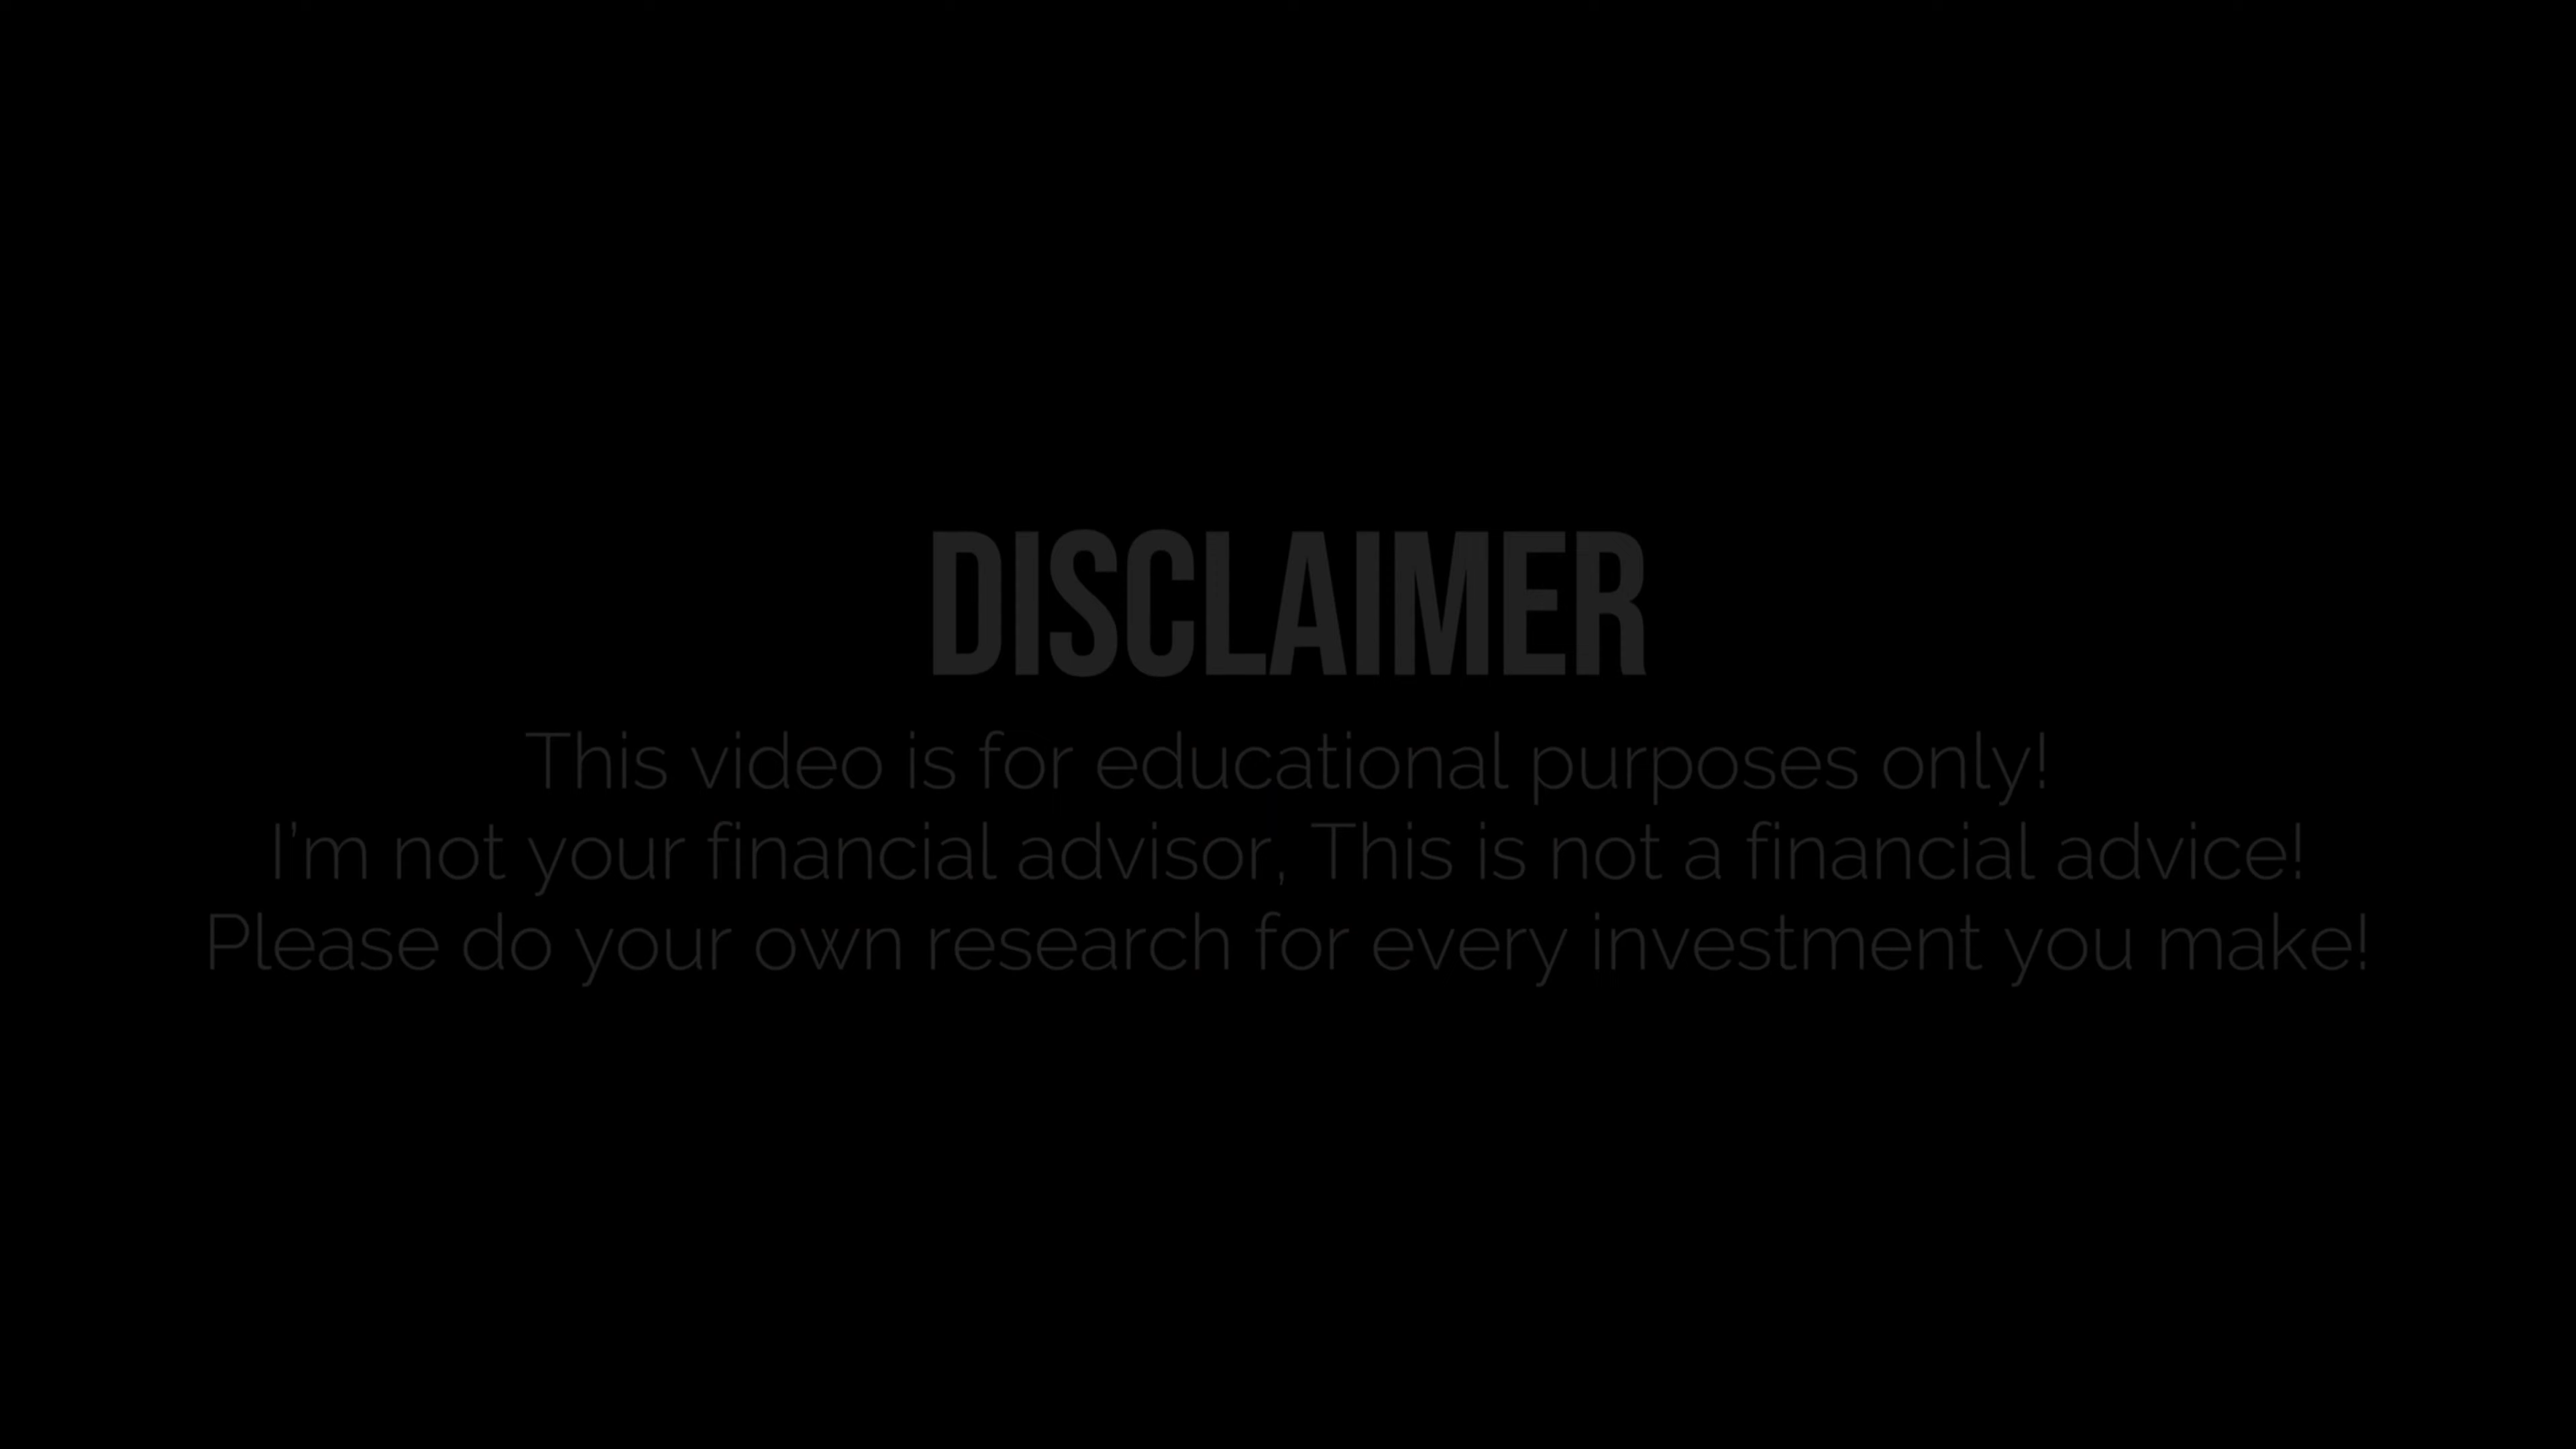 DISCLAIMER
This video is for educational purposes only!
I'm not your financial advisor, This is not a financial advice!
Please do your own research for every investment you make!